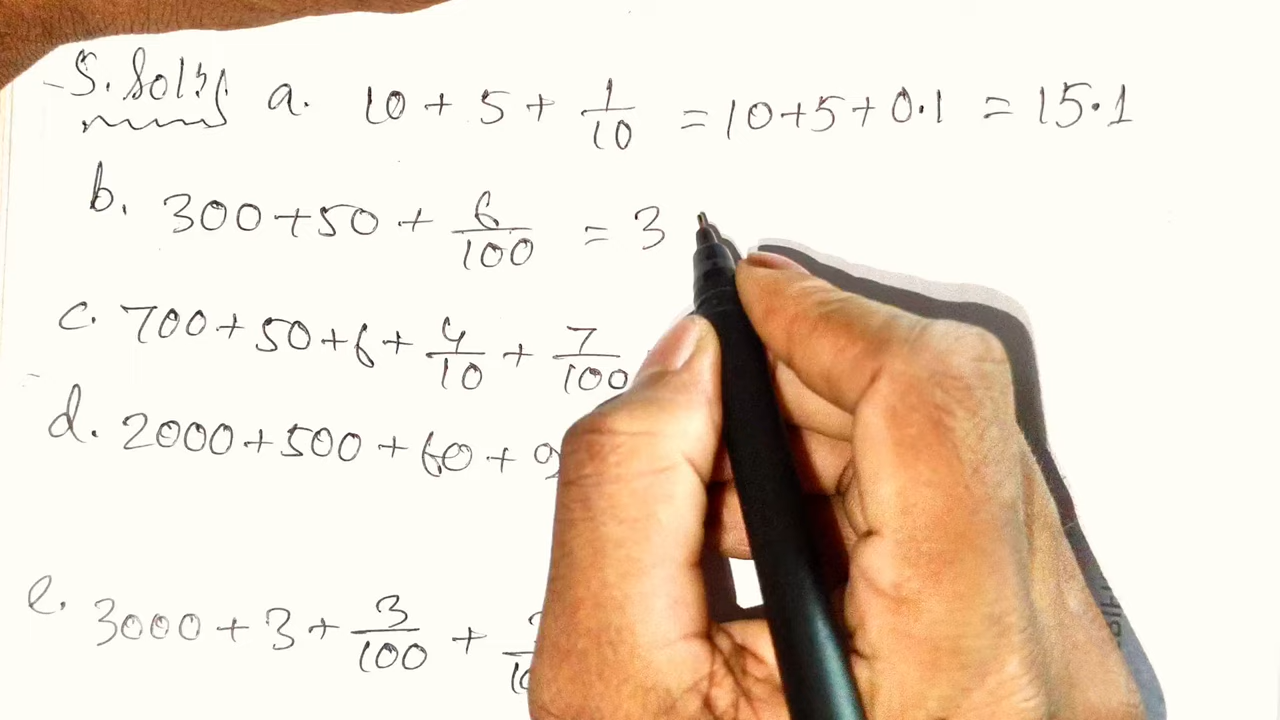 5. Solⁿ a. 10 + 5 + 1/10 = 10+5+0.1 = 15.1
b. 300+50 + 6/100 = 3
c. 700+50+6+ 4/10 + 7/100
d. 2000+500+60+
e. 3000+3+ 3/100 +